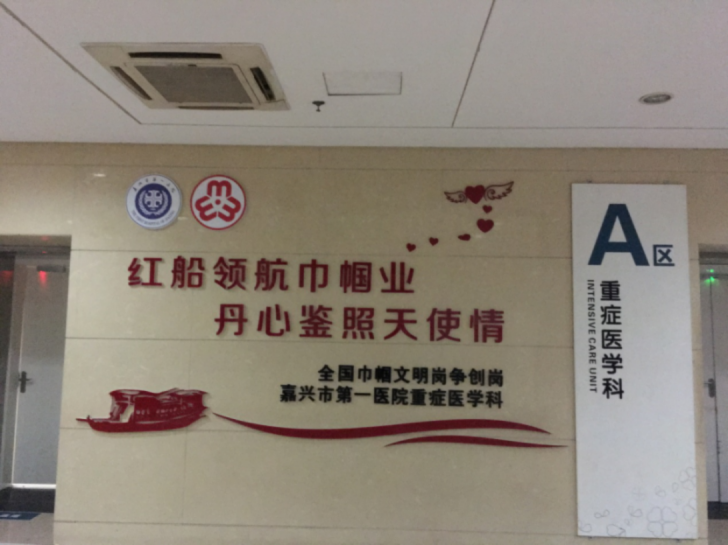 红船领航巾帼业
丹心鉴照天使情
全国巾帼文明岗争创岗
嘉兴市第一医院重症医学科
A区
重症医学科
INTENSIVE CARE UNIT